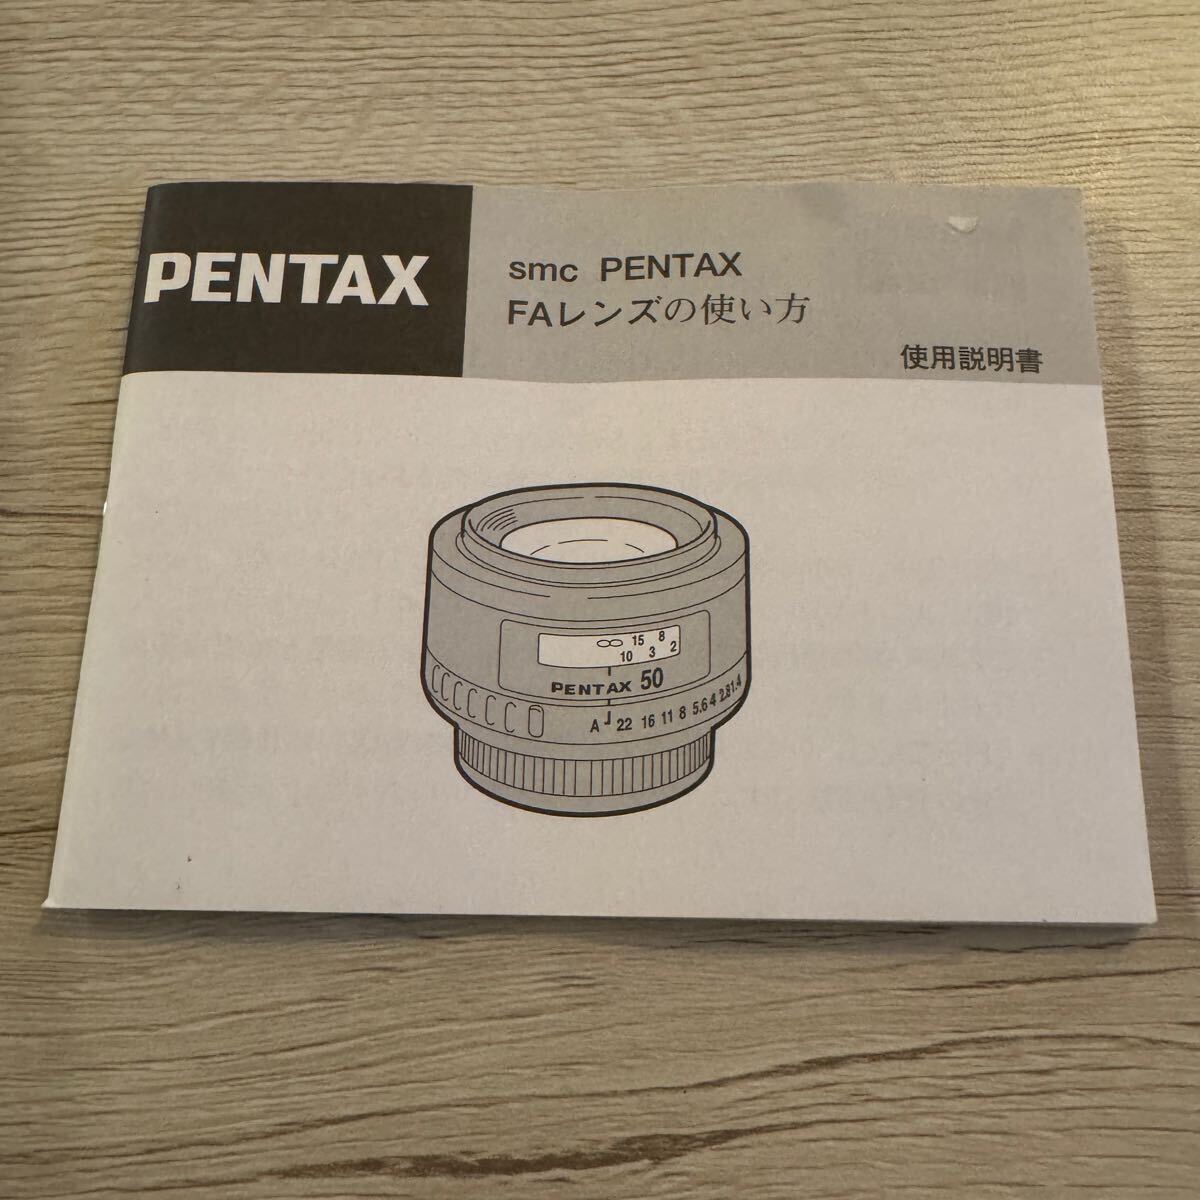 PENTAX
smc PENTAX
FAレンズの使い方
使用説明書
∞ 15 8
10 3 2
PENTAX 50
A 22 16 11 8 5.6 4 2.8 1.4